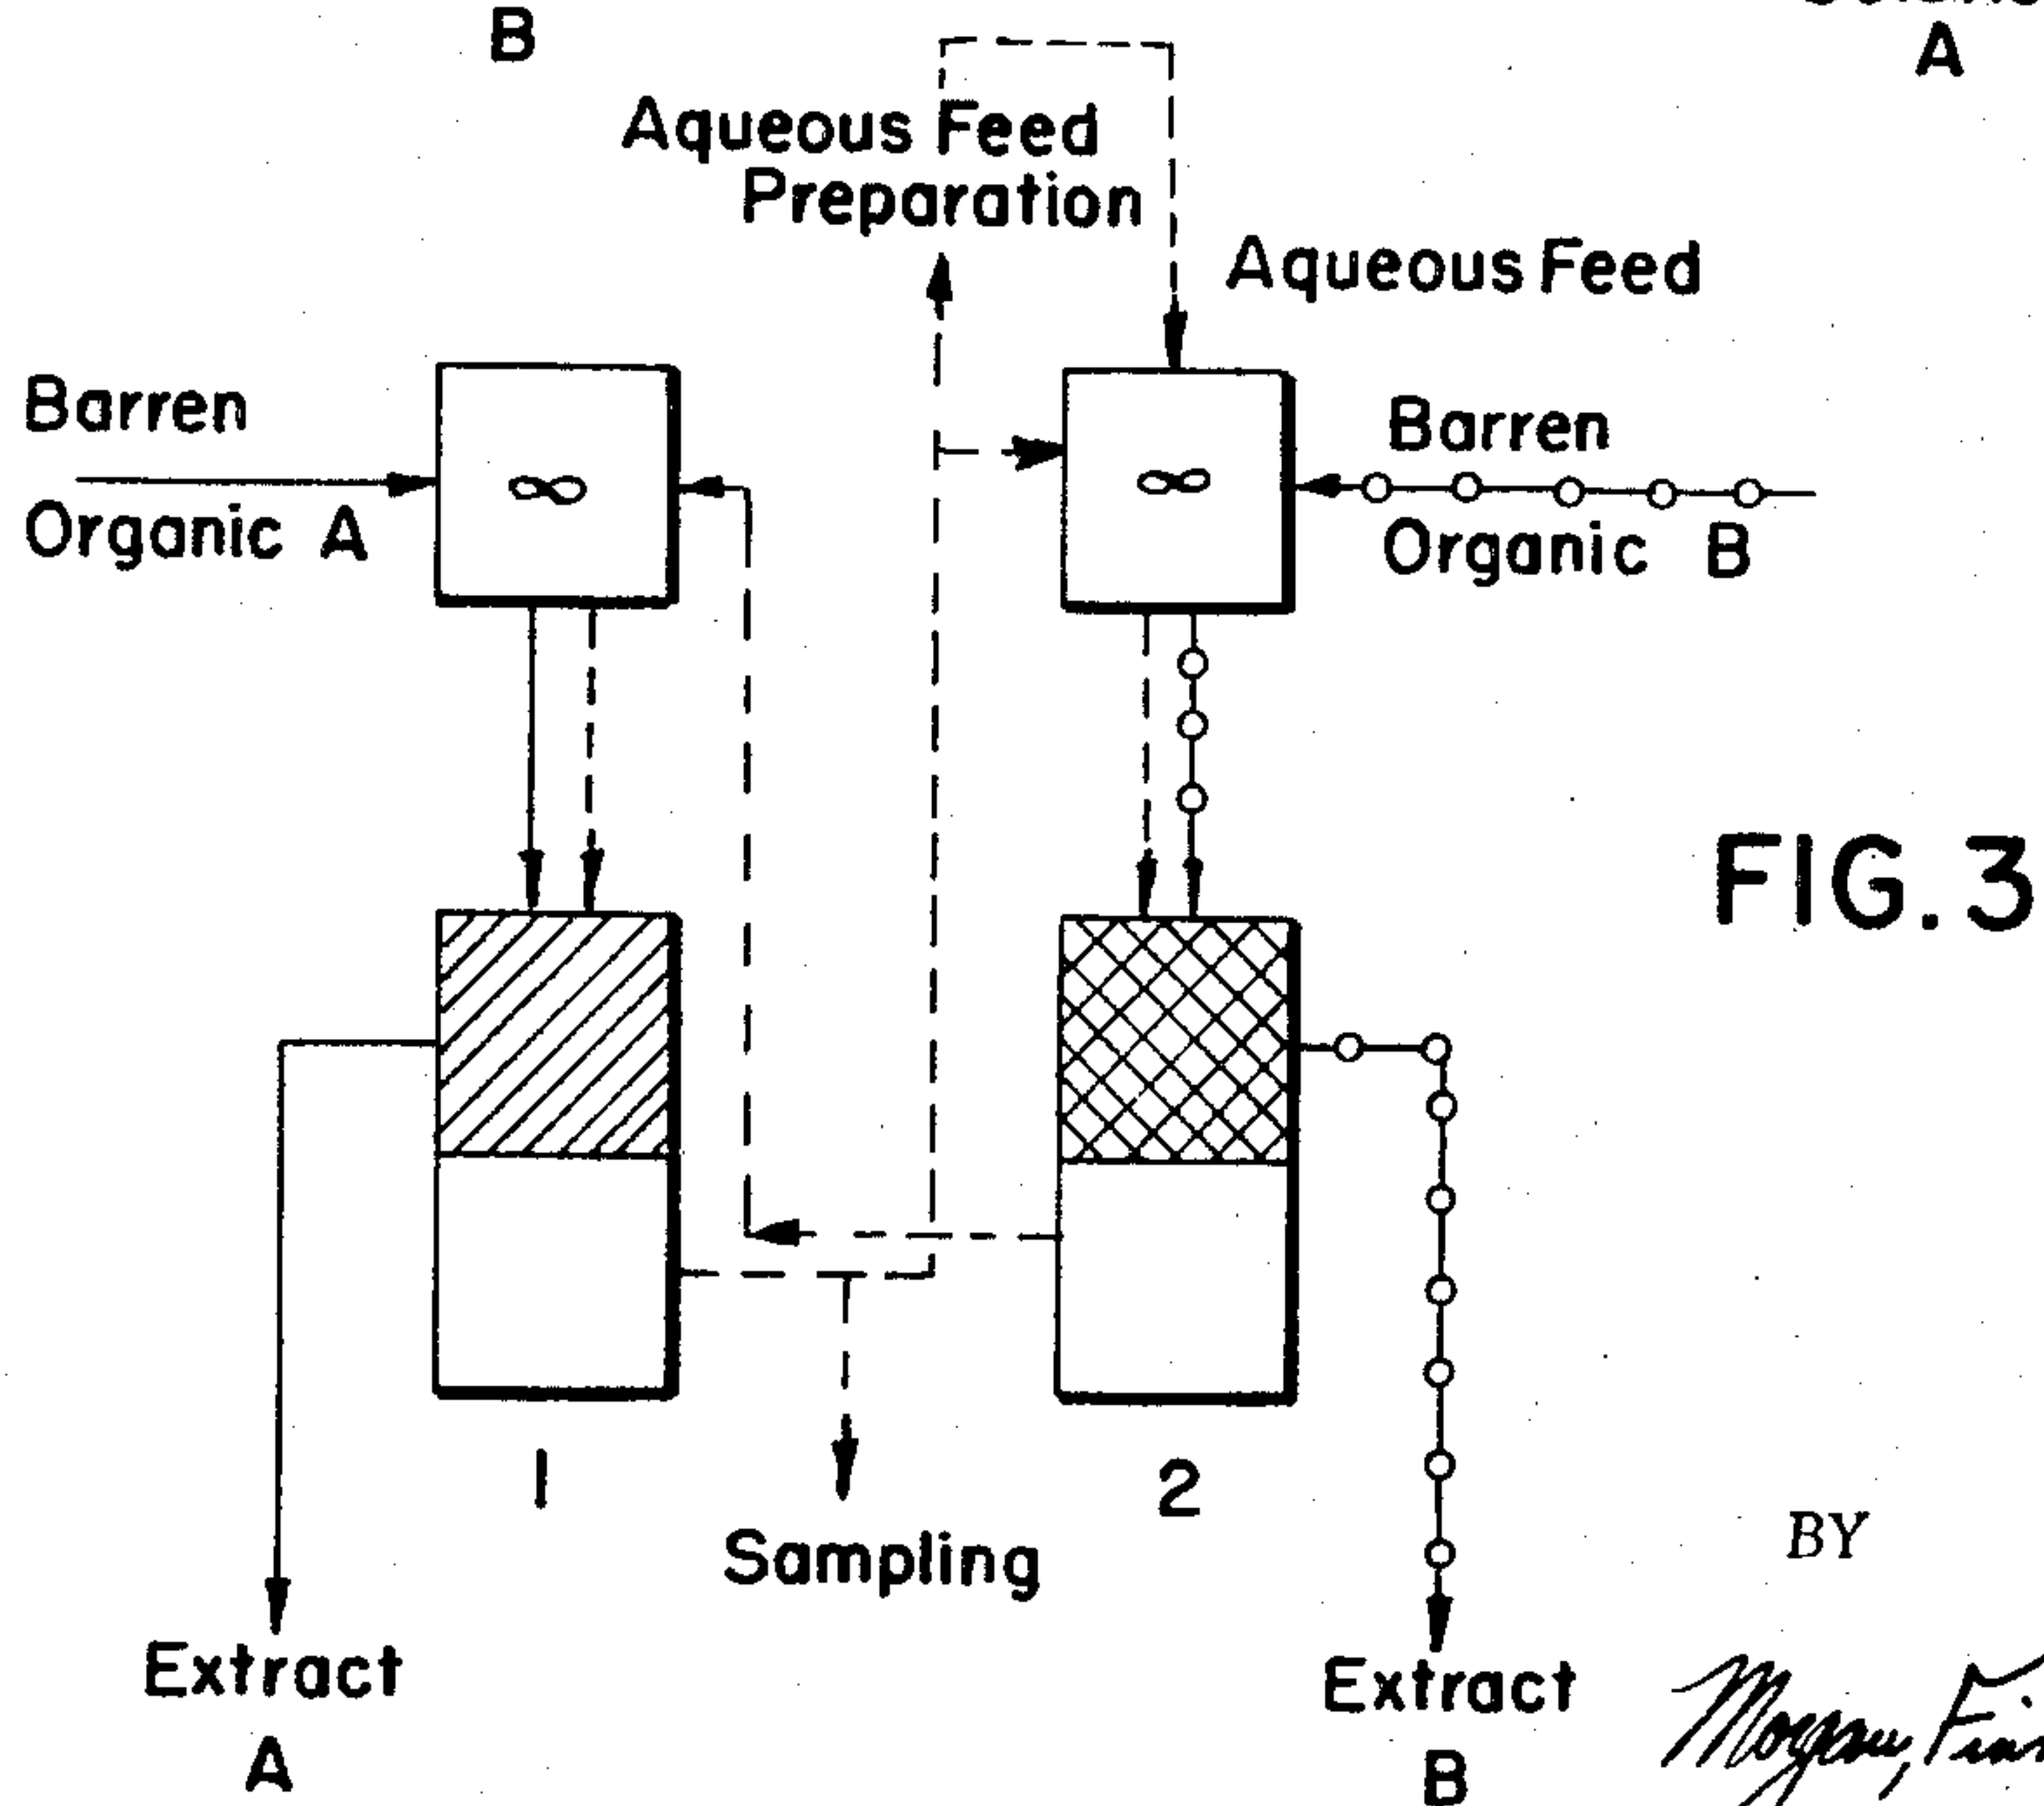 B
A
Aqueous Feed
Preparation
Aqueous Feed
Barren
Organic A
Barren
Organic B
FIG.3
1
2
Sampling
BY
Extract
A
Extract
B